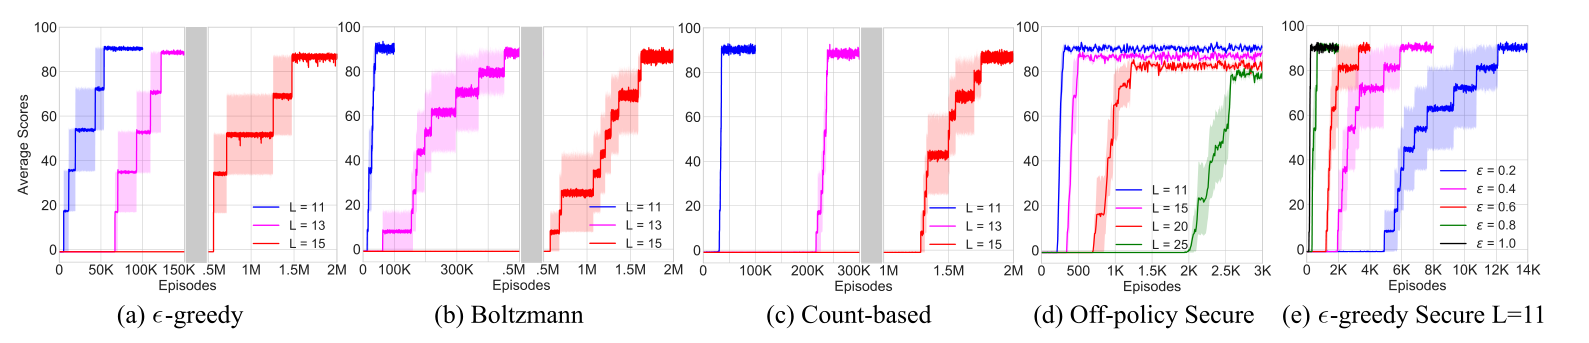 Average Scores
100
80
60
40
20
0
L = 11
L = 13
L = 15
0 50K 100K 150K .5M 1M 1.5M 2M
Episodes
(a) ϵ-greedy
100
80
60
40
20
0
L = 11
L = 13
L = 15
0 100K 300K .5M .5M 1M 1.5M 2M
Episodes
(b) Boltzmann
100
80
60
40
20
0
L = 11
L = 13
L = 15
0 100K 200K 300K 1M 1.5M 2M
Episodes
(c) Count-based
100
80
60
40
20
0
L = 11
L = 15
L = 20
L = 25
0 500 1K 1.5K 2K 2.5K 3K
Episodes
(d) Off-policy Secure
100
80
60
40
20
0
ε = 0.2
ε = 0.4
ε = 0.6
ε = 0.8
ε = 1.0
0 2K 4K 6K 8K 10K 12K 14K
Episodes
(e) ϵ-greedy Secure L=11